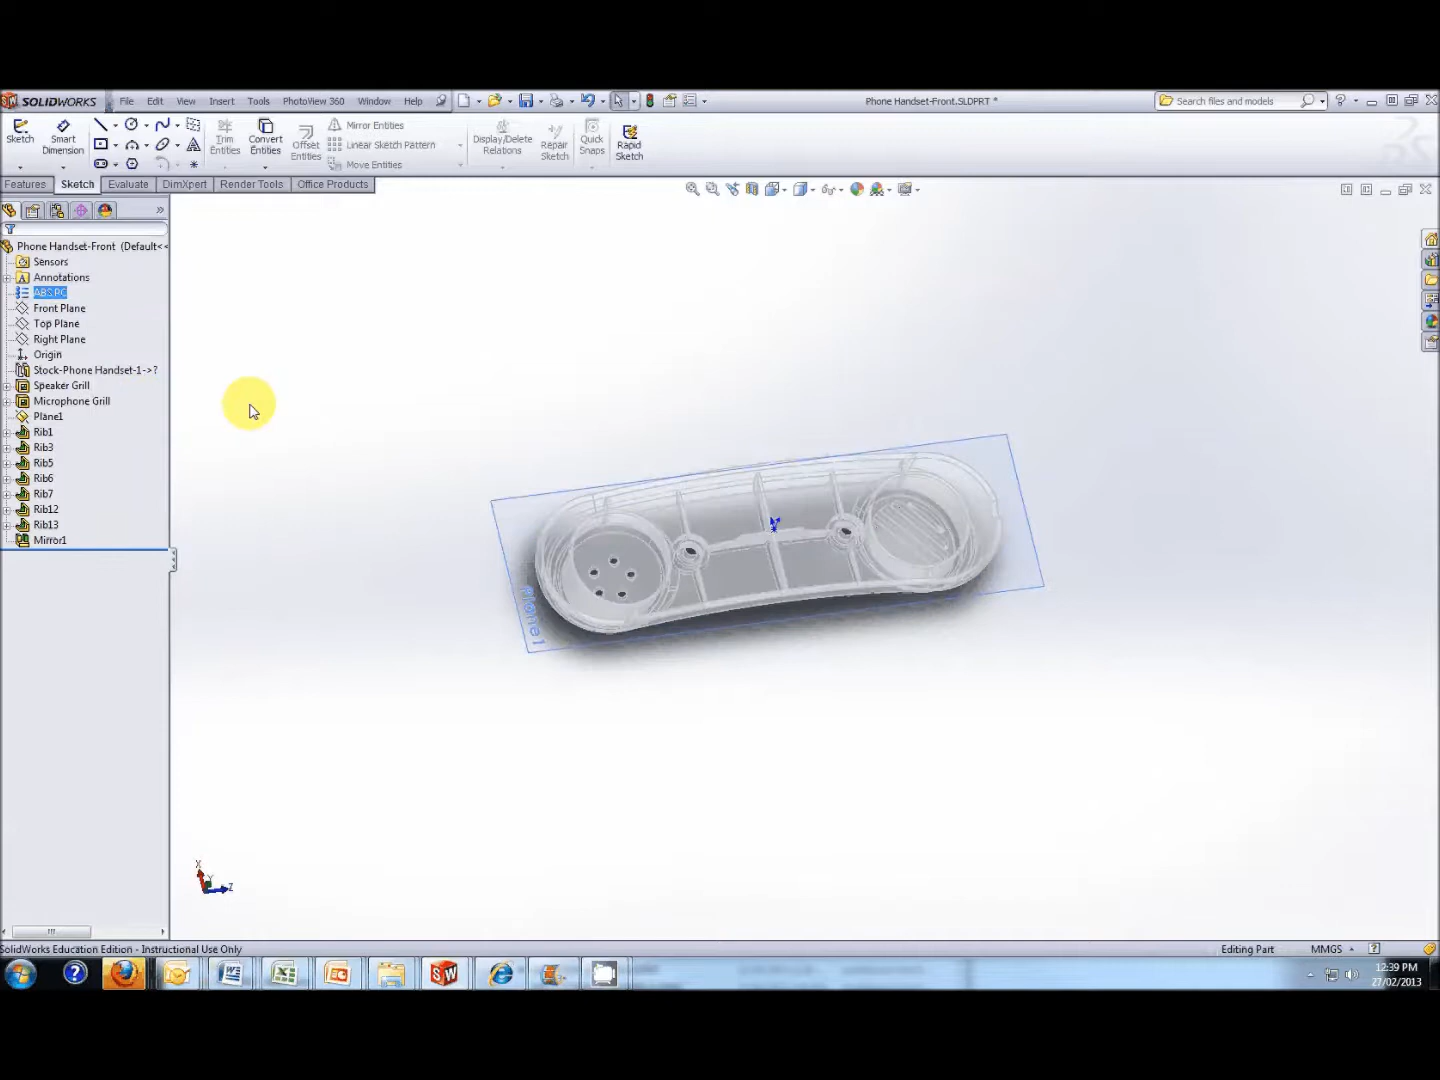 SOLIDWORKS File Edit View Insert Tools PhotoView 360 Window Help Phone Handset-Front.SLDPRT * Search files and models
Sketch Smart Dimension Trim Entities Convert Entities Offset Entities Mirror Entities Linear Sketch Pattern Move Entities Display/Delete Relations Repair Sketch Quick Snaps Rapid Sketch
Features Sketch Evaluate DimXpert Render Tools Office Products
Phone Handset-Front (Default<<
Sensors
Annotations
ABS PC
Front Plane
Top Plane
Right Plane
Origin
Stock-Phone Handset-1->?
Speaker Grill
Microphone Grill
Plane1
Rib1
Rib3
Rib5
Rib6
Rib7
Rib12
Rib13
Mirror1
Plane1
X
Y
Z
SolidWorks Education Edition - Instructional Use Only Editing Part MMGS
12:39 PM
27/02/2013